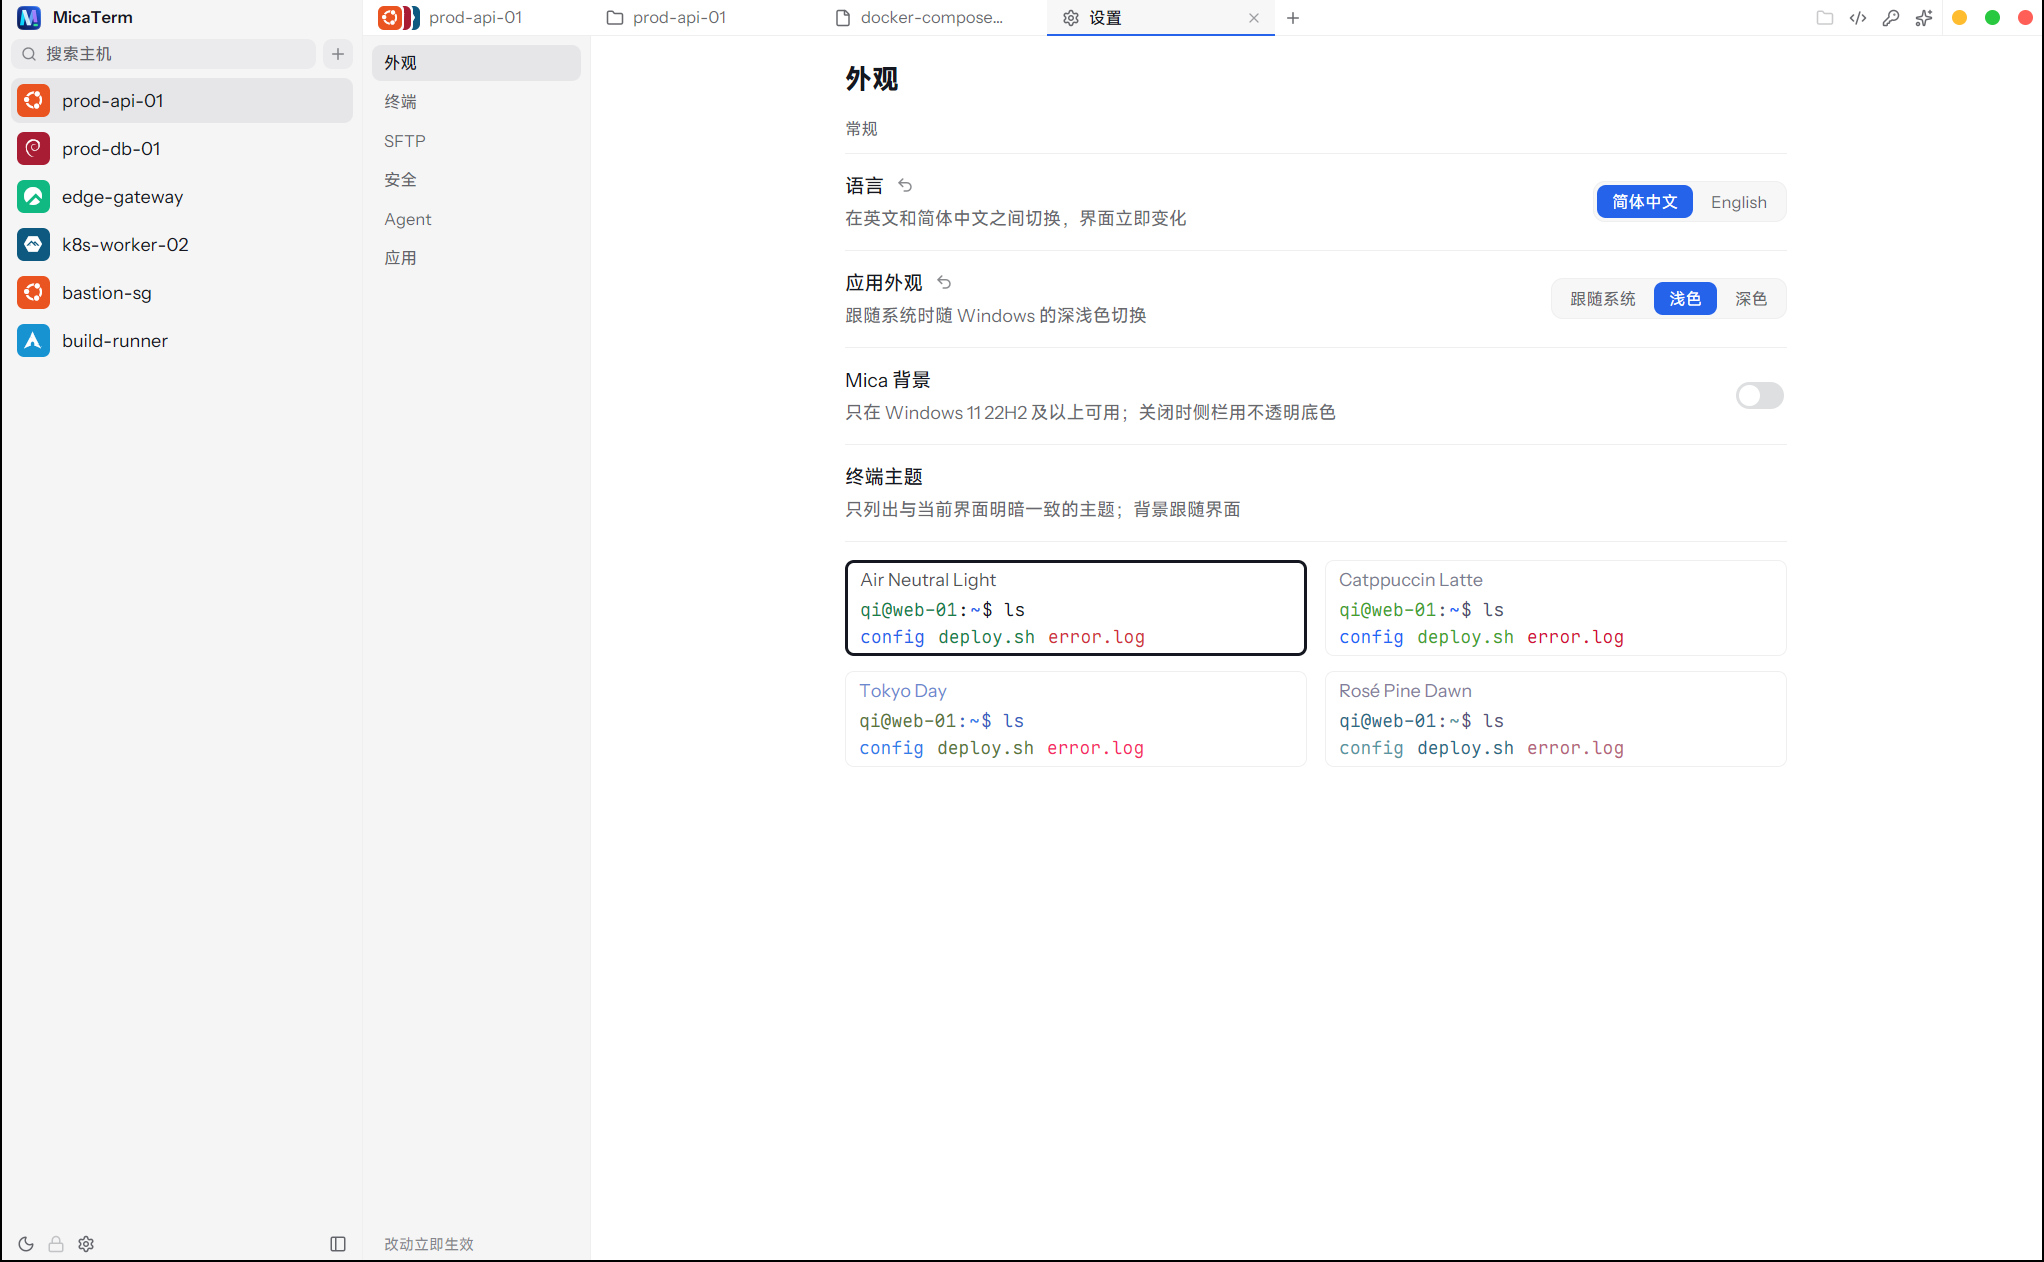 MicaTerm
搜索主机
prod-api-01
prod-db-01
edge-gateway
k8s-worker-02
bastion-sg
build-runner
prod-api-01
prod-api-01
docker-compose...
设置
外观
终端
SFTP
安全
Agent
应用
改动立即生效
外观
常规
语言
在英文和简体中文之间切换，界面立即变化
简体中文 English
应用外观
跟随系统时随 Windows 的深浅色切换
跟随系统 浅色 深色
Mica 背景
只在 Windows 11 22H2 及以上可用；关闭时侧栏用不透明底色
终端主题
只列出与当前界面明暗一致的主题；背景跟随界面
Air Neutral Light
qi@web-01:~$ ls
config deploy.sh error.log
Catppuccin Latte
qi@web-01:~$ ls
config deploy.sh error.log
Tokyo Day
qi@web-01:~$ ls
config deploy.sh error.log
Rosé Pine Dawn
qi@web-01:~$ ls
config deploy.sh error.log